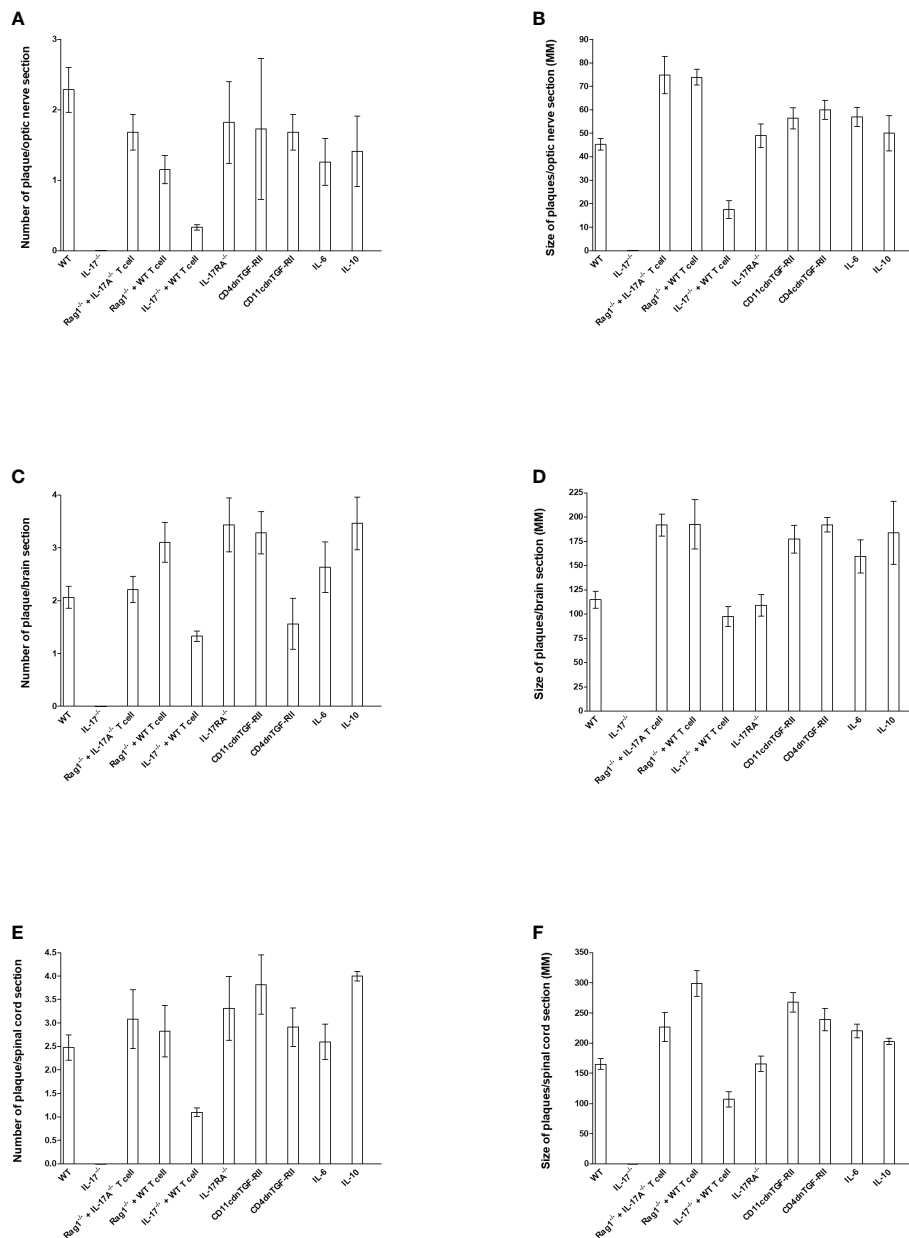 A
Number of plaque/optic nerve section
3
2
1
0
WT
IL-17⁻/⁻
Rag1⁻/⁻ + IL-17A⁻/⁻ T cell
Rag1⁻/⁻ + WT T cell
IL-17⁻/⁻ + WT T cell
IL-17RA⁻/⁻
CD4dnTGF-RII
CD11cdnTGF-RII
IL-6
IL-10
B
Size of plaques/optic nerve section (MM)
90
80
70
60
50
40
30
20
10
0
WT
IL-17⁻/⁻
Rag1⁻/⁻ + IL-17A⁻/⁻ T cell
Rag1⁻/⁻ + WT T cell
IL-17⁻/⁻ + WT T cell
IL-17RA⁻/⁻
CD11cdnTGF-RII
CD4dnTGF-RII
IL-6
IL-10
C
Number of plaque/brain section
4
3
2
1
0
WT
IL-17⁻/⁻
Rag1⁻/⁻ + IL-17A⁻/⁻ T cell
Rag1⁻/⁻ + WT T cell
IL-17⁻/⁻ + WT T cell
IL-17RA⁻/⁻
CD11cdnTGF-RII
CD4dnTGF-RII
IL-6
IL-10
D
Size of plaques/brain section (MM)
225
200
175
150
125
100
75
50
25
0
WT
IL-17⁻/⁻
Rag1⁻/⁻ + IL-17A T cell
Rag1⁻/⁻ + WT T cell
IL-17⁻/⁻ + WT T cell
IL-17RA⁻/⁻
CD11cdnTGF-RII
CD4dnTGF-RII
IL-6
IL-10
E
Number of plaque/spinal cord section
4.5
4.0
3.5
3.0
2.5
2.0
1.5
1.0
0.5
0.0
WT
IL-17⁻/⁻
Rag1⁻/⁻ + IL-17A⁻/⁻ T cell
Rag1⁻/⁻ + WT T cell
IL-17⁻/⁻ + WT T cell
IL-17RA⁻/⁻
CD11cdnTGF-RII
CD4dnTGF-RII
IL-6
IL-10
F
Size of plaques/spinal cord section (MM)
350
300
250
200
150
100
50
0
WT
IL-17⁻/⁻
Rag1⁻/⁻ + IL-17A⁻/⁻ T cell
Rag1⁻/⁻ + WT T cell
IL-17⁻/⁻ + WT T cell
IL-17RA⁻/⁻
CD11cdnTGF-RII
CD4dnTGF-RII
IL-6
IL-10